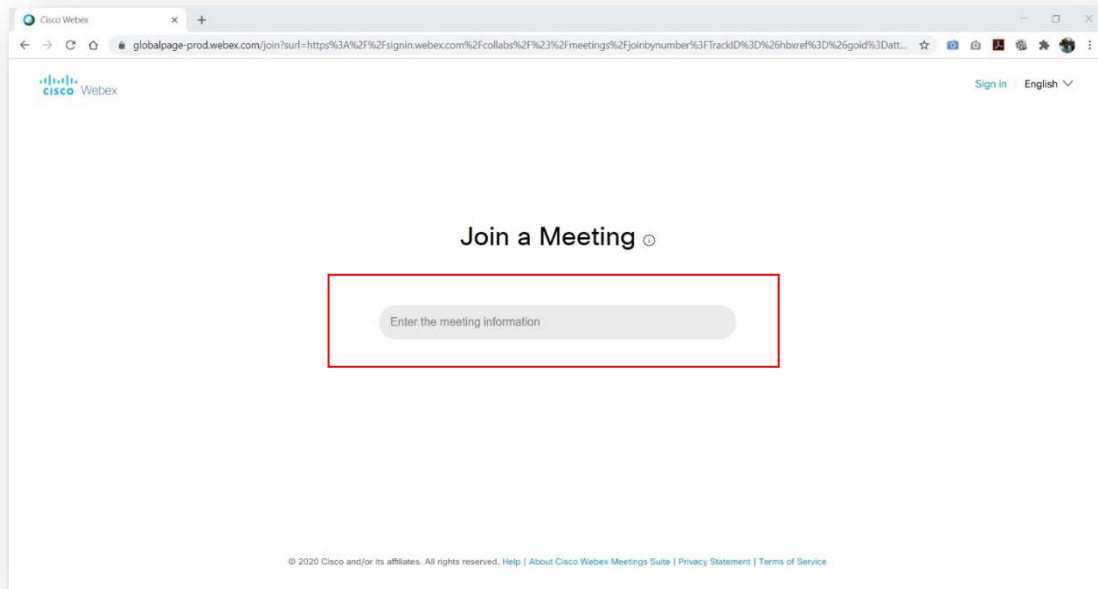 Cisco Webex
globalpage-prod.webex.com/join?surl=https%3A%2F%2Fsignin.webex.com%2Fcollabs%2F%23%2Fmeetings%2Fjoinbynumber%3FTrackID%3D%26hbxref%3D%26goid%3Datt...
CISCO Webex
Sign in English
Join a Meeting
Enter the meeting information
© 2020 Cisco and/or its affiliates. All rights reserved. Help | About Cisco Webex Meetings Suite | Privacy Statement | Terms of Service